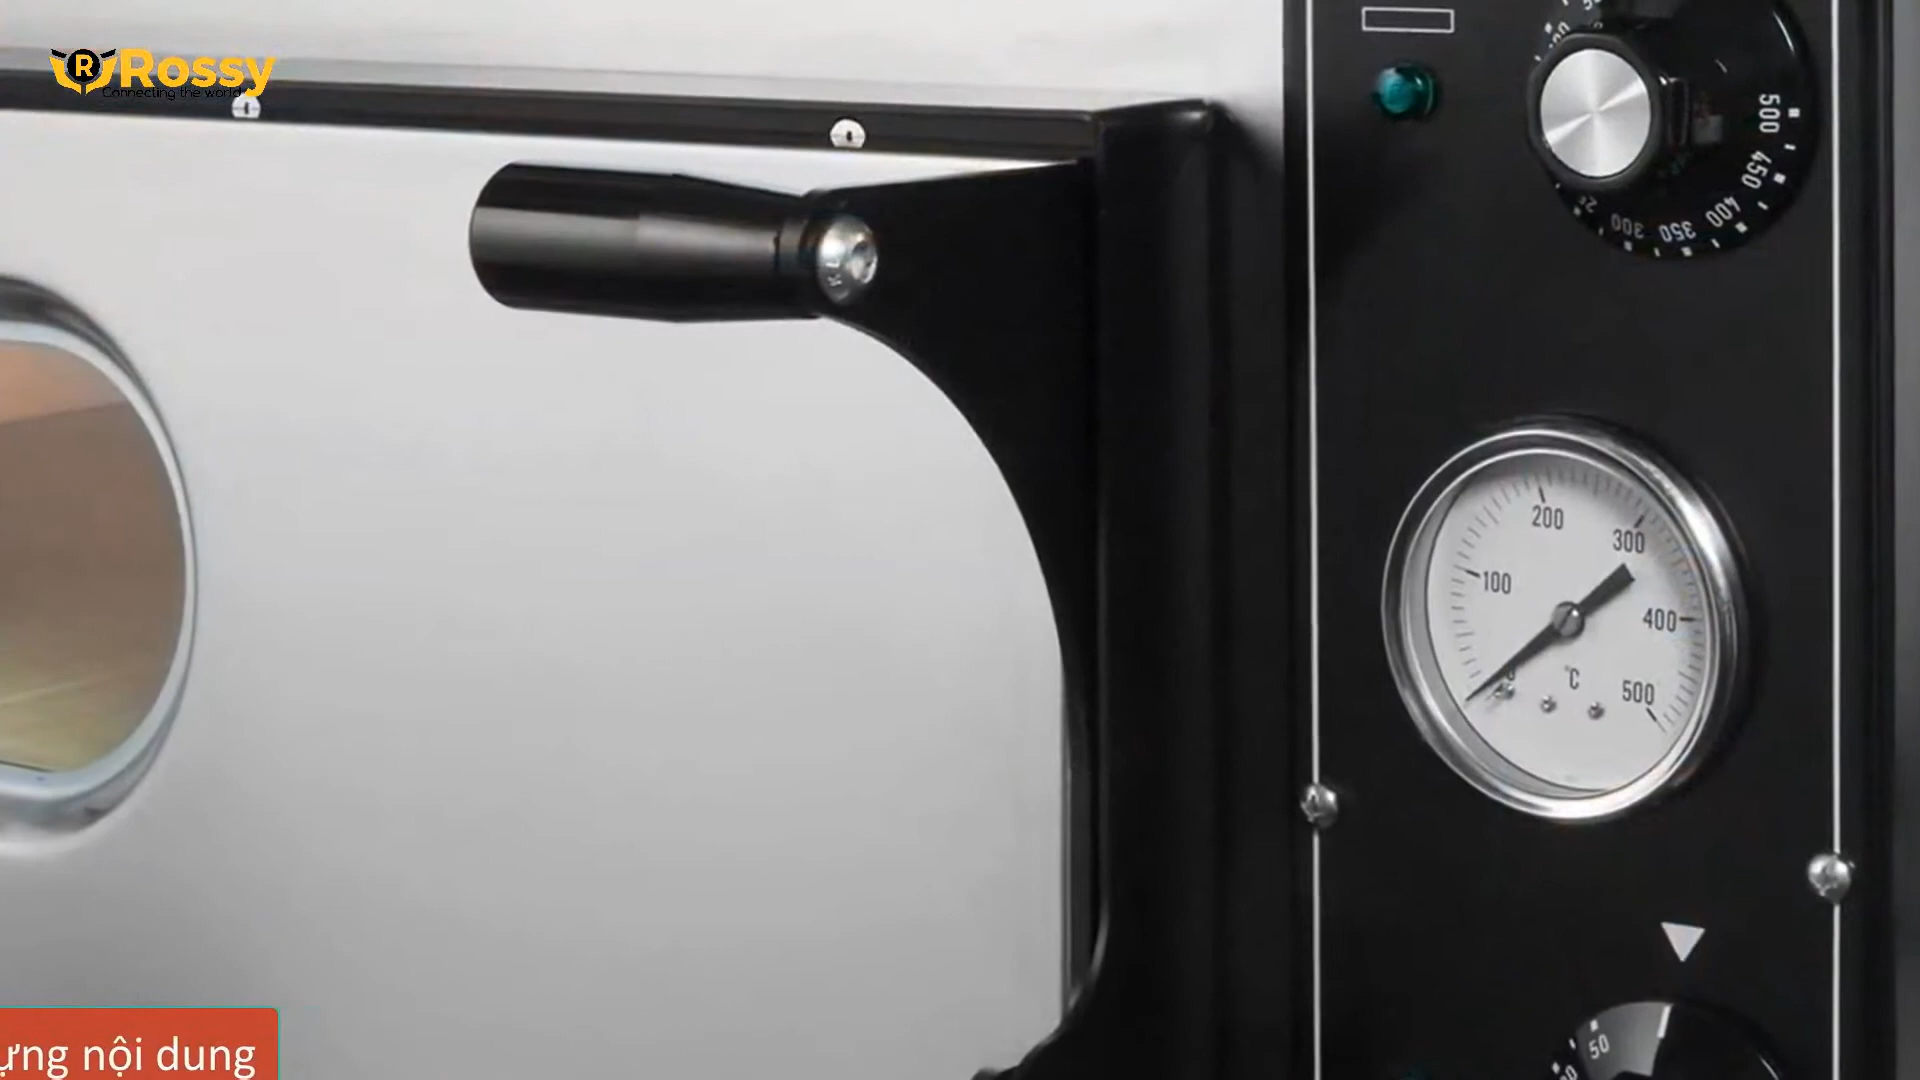 Rossy
Connecting the world
500
450
400
350
300
200
300
100
400
°C
500
50
ựng nội dung